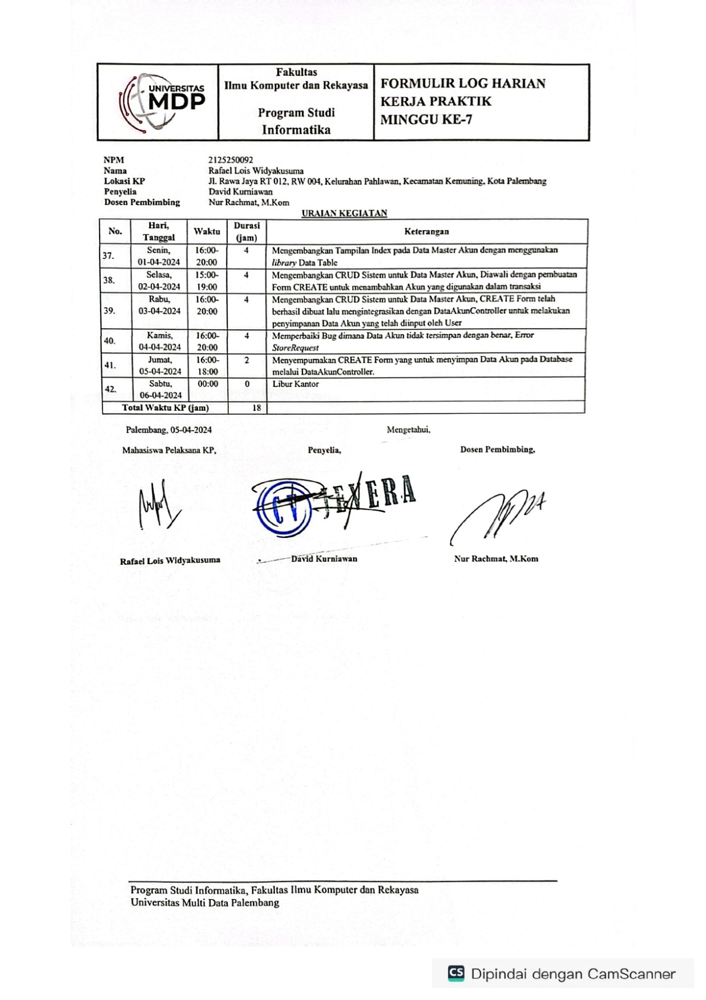 UNIVERSITAS
MDP
Fakultas
Ilmu Komputer dan Rekayasa
Program Studi
Informatika
FORMULIR LOG HARIAN
KERJA PRAKTIK
MINGGU KE-7
NPM 2125250092
Nama Rafael Lois Widyakusuma
Lokasi KP Jl. Rawa Jaya RT 012, RW 004, Kelurahan Pahlawan, Kecamatan Kemuning, Kota Palembang
Penyelia David Kurniawan
Dosen Pembimbing Nur Rachmat, M.Kom
URAIAN KEGIATAN
No. Hari, Tanggal Waktu Durasi (jam) Keterangan
37. Senin, 01-04-2024 16:00-20:00 4 Mengembangkan Tampilan Index pada Data Master Akun dengan menggunakan
library Data Table
38. Selasa, 02-04-2024 15:00-19:00 4 Mengembangkan CRUD Sistem untuk Data Master Akun, Diawali dengan pembuatan
Form CREATE untuk menambahkan Akun yang digunakan dalam transaksi
39. Rabu, 03-04-2024 16:00-20:00 4 Mengembangkan CRUD Sistem untuk Data Master Akun, CREATE Form telah
berhasil dibuat lalu mengintegrasikan dengan DataAkunController untuk melakukan
penyimpanan Data Akun yang telah diinput oleh User
40. Kamis, 04-04-2024 16:00-20:00 4 Memperbaiki Bug dimana Data Akun tidak tersimpan dengan benar, Error
StoreRequest
41. Jumat, 05-04-2024 16:00-18:00 2 Menyempurnakan CREATE Form yang untuk menyimpan Data Akun pada Database
melalui DataAkunController.
42. Sabtu, 06-04-2024 00:00 0 Libur Kantor
Total Waktu KP (jam) 18
Palembang, 05-04-2024 Mengetahui,
Mahasiswa Pelaksana KP, Penyelia, Dosen Pembimbing,
CV JEVERA
Rafael Lois Widyakusuma David Kurniawan Nur Rachmat, M.Kom
Program Studi Informatika, Fakultas Ilmu Komputer dan Rekayasa
Universitas Multi Data Palembang
CS Dipindai dengan CamScanner